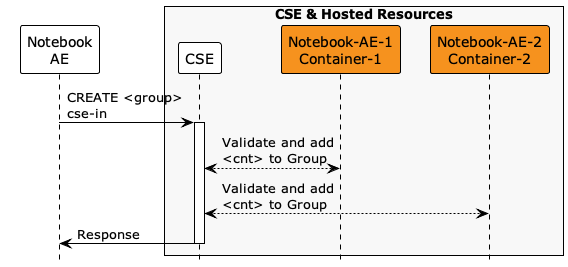 CSE & Hosted Resources
Notebook
AE
CSE
Notebook-AE-1
Container-1
Notebook-AE-2
Container-2
CREATE <group>
cse-in
Validate and add
<cnt> to Group
Validate and add
<cnt> to Group
Response